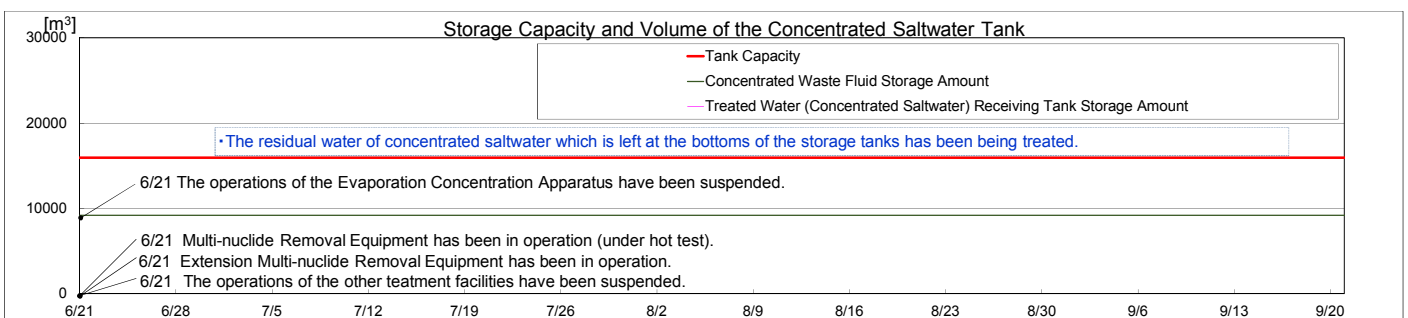 [m³]
Storage Capacity and Volume of the Concentrated Saltwater Tank
30000
Tank Capacity
Concentrated Waste Fluid Storage Amount
Treated Water (Concentrated Saltwater) Receiving Tank Storage Amount
20000
・The residual water of concentrated saltwater which is left at the bottoms of the storage tanks has been being treated.
6/21 The operations of the Evaporation Concentration Apparatus have been suspended.
10000
6/21 Multi-nuclide Removal Equipment has been in operation (under hot test).
6/21 Extension Multi-nuclide Removal Equipment has been in operation.
6/21 The operations of the other teatment facilities have been suspended.
0
6/21 6/28 7/5 7/12 7/19 7/26 8/2 8/9 8/16 8/23 8/30 9/6 9/13 9/20